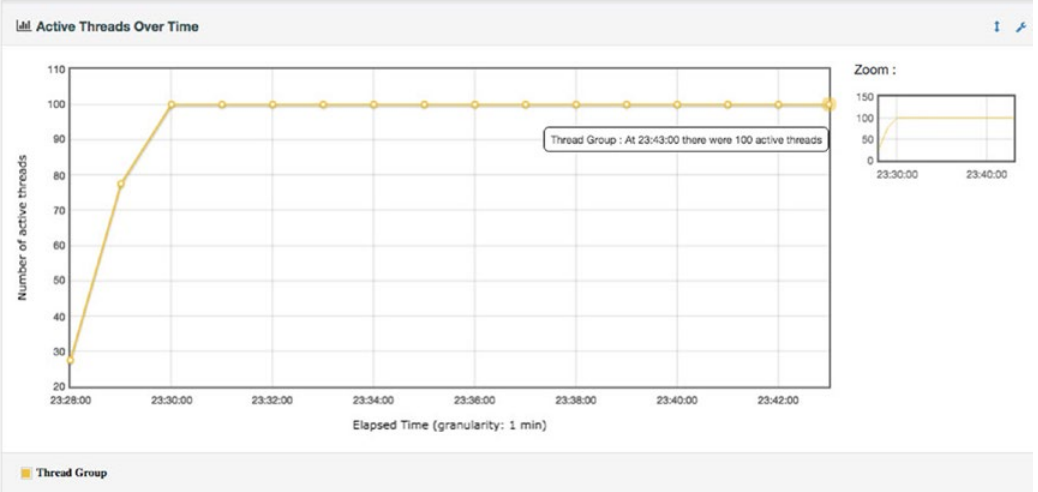 Active Threads Over Time
110
100
90
80
70
60
50
40
30
20
Number of active threads
Thread Group : At 23:43:00 there were 100 active threads
23:28:00 23:30:00 23:32:00 23:34:00 23:36:00 23:38:00 23:40:00 23:42:00
Elapsed Time (granularity: 1 min)
Zoom :
150
100
50
0
23:30:00 23:40:00
Thread Group